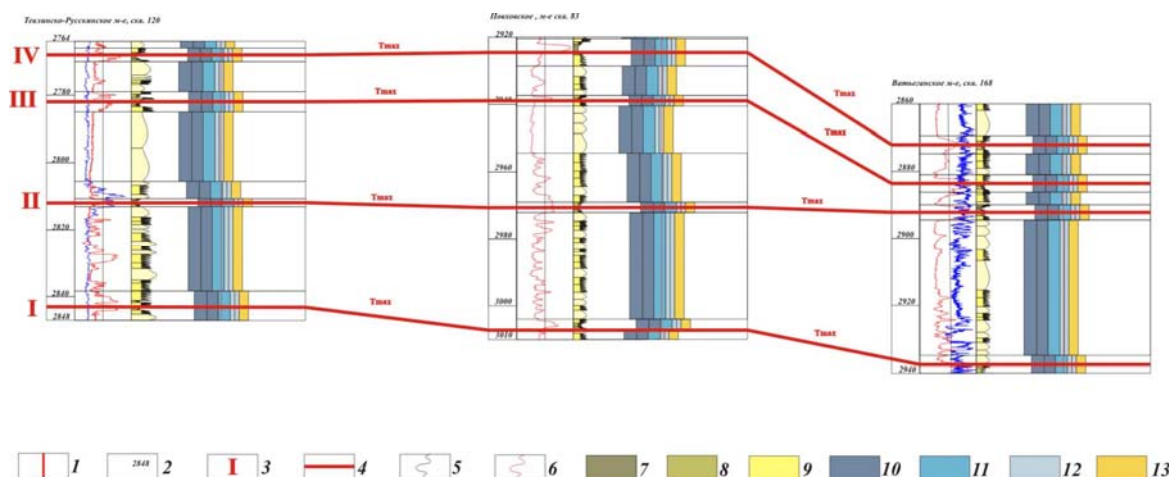 Тевлинско-Русскинское м-е, скв. 120
Повховское , м-е скв. 83
Ватьеганское м-е, скв. 168
2764
2780
2800
2820
2840
2848
IV
III
II
I
Tmax
Tmax
Tmax
Tmax
2920
2940
2960
2980
3000
3010
Tmax
Tmax
Tmax
Tmax
2860
2880
2900
2920
2940
1
2848 2
I 3
4
5
6
7
8
9
10
11
12
13